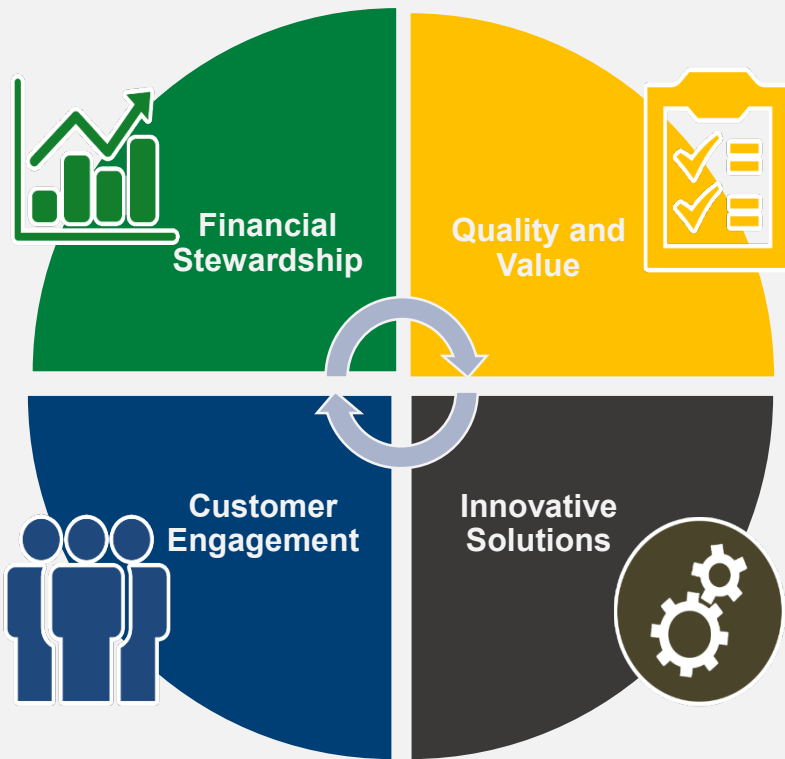 Financial
Stewardship
Quality and
Value
Customer
Engagement
Innovative
Solutions